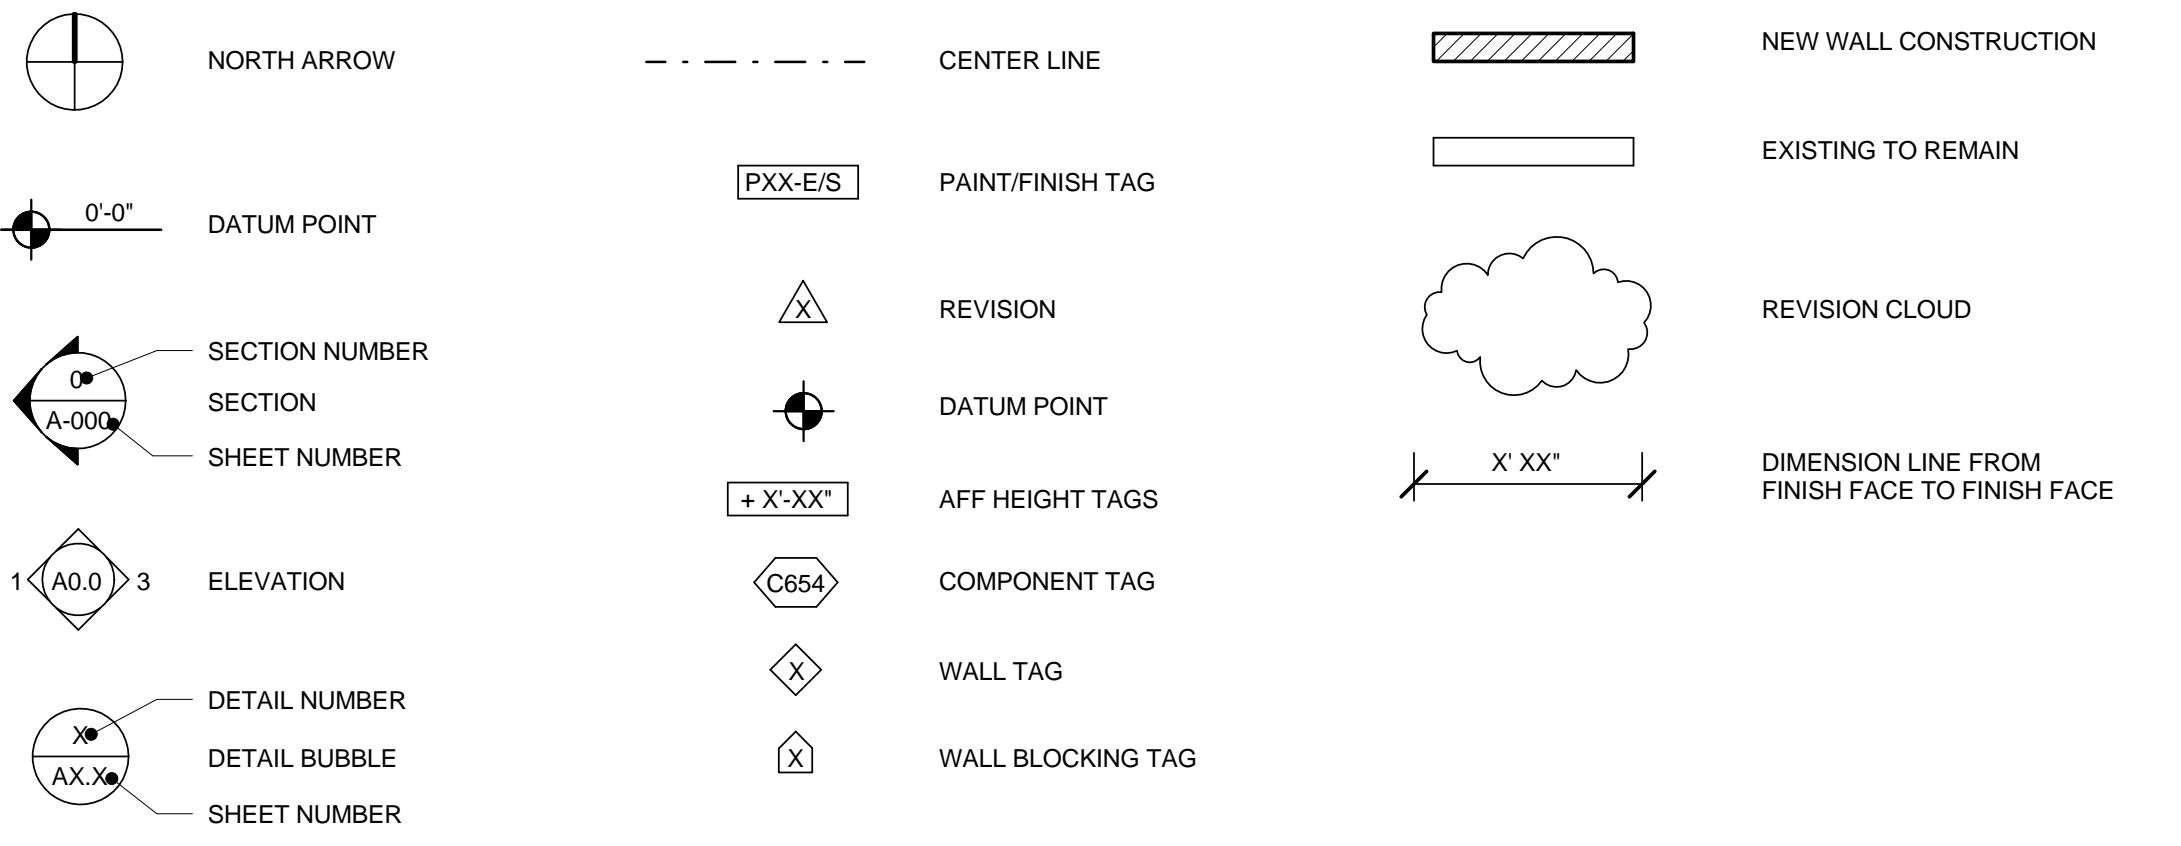 NORTH ARROW
0'-0"
DATUM POINT
SECTION NUMBER
0
SECTION
A-000
SHEET NUMBER
1 A0.0 3
ELEVATION
DETAIL NUMBER
X
DETAIL BUBBLE
AX.X
SHEET NUMBER
CENTER LINE
PXX-E/S
PAINT/FINISH TAG
X
REVISION
DATUM POINT
+ X'-XX"
AFF HEIGHT TAGS
C654
COMPONENT TAG
X
WALL TAG
X
WALL BLOCKING TAG
NEW WALL CONSTRUCTION
EXISTING TO REMAIN
REVISION CLOUD
X' XX"
DIMENSION LINE FROM
FINISH FACE TO FINISH FACE